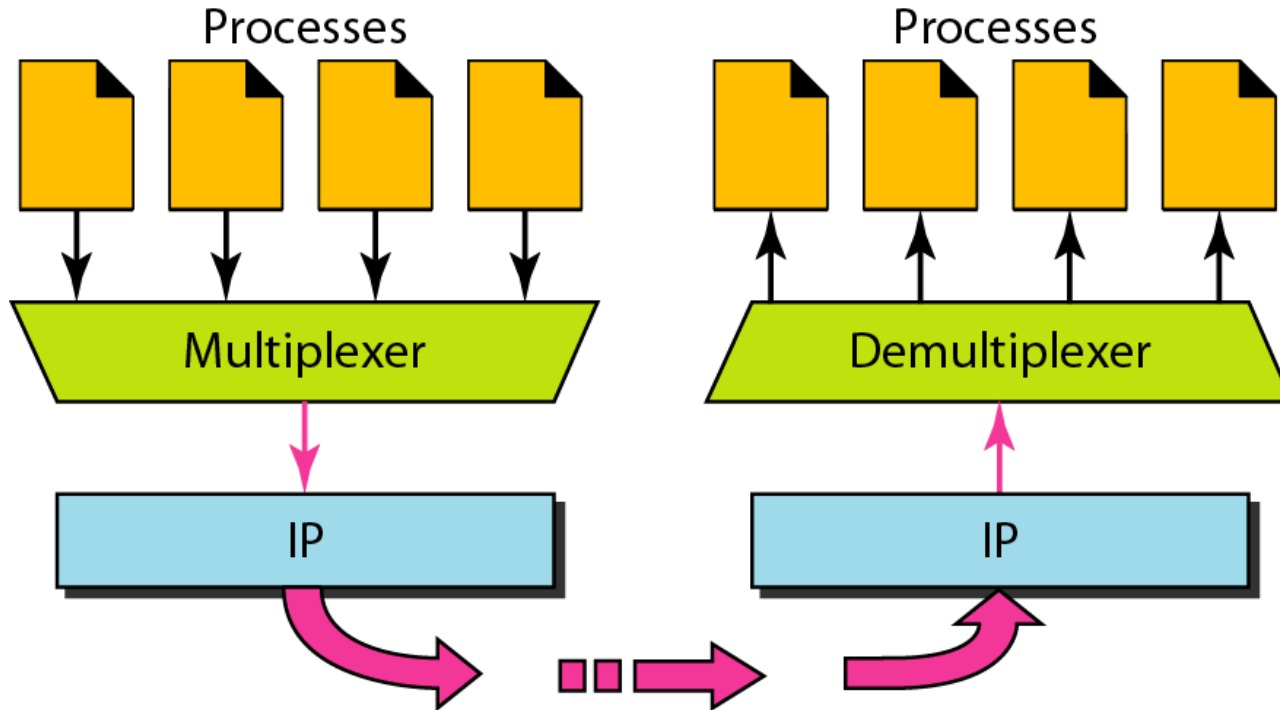 Processes
Processes
Multiplexer
Demultiplexer
IP
IP